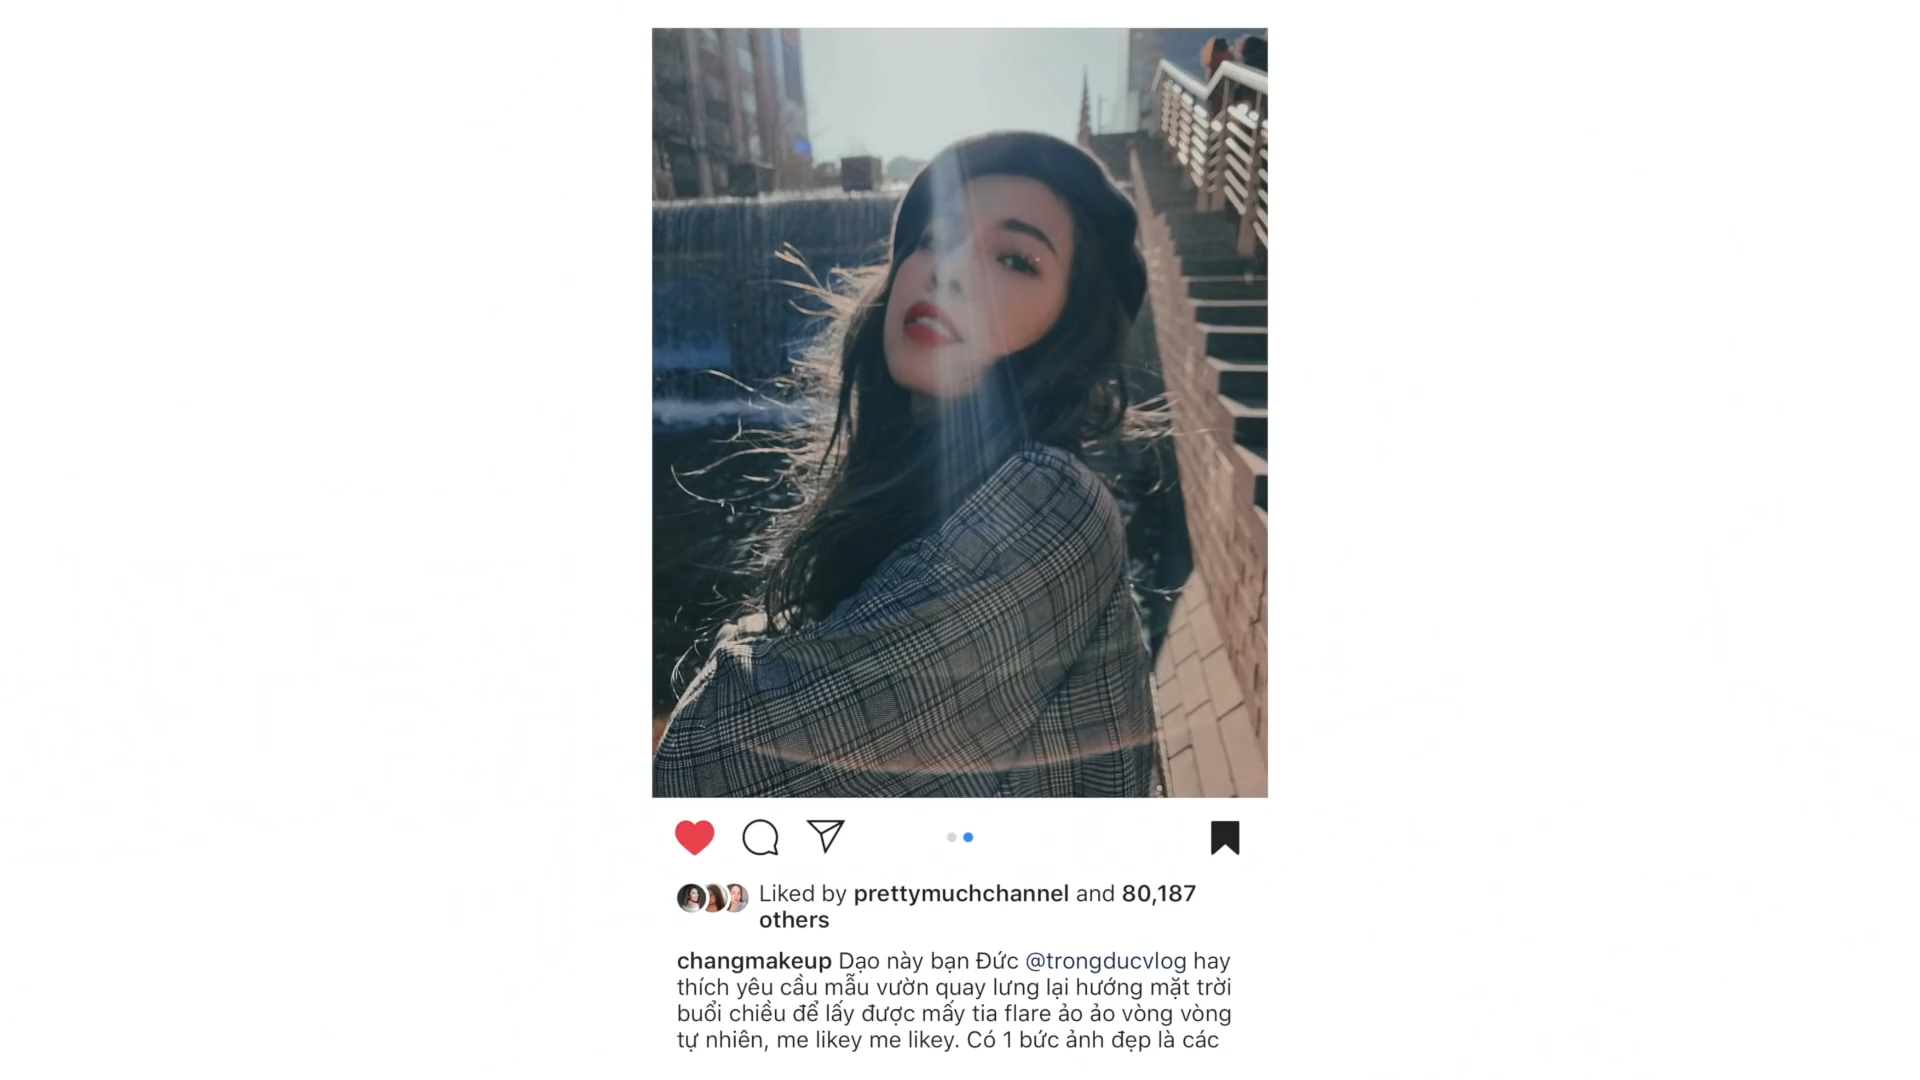 Liked by prettymuchchannel and 80,187
others
changmakeup Dạo này bạn Đức @trongducvlog hay
thích yêu cầu mẫu vườn quay lưng lại hướng mặt trời
buổi chiều để lấy được mấy tia flare ảo ảo vòng vòng
tự nhiên, me likey me likey. Có 1 bức ảnh đẹp là các